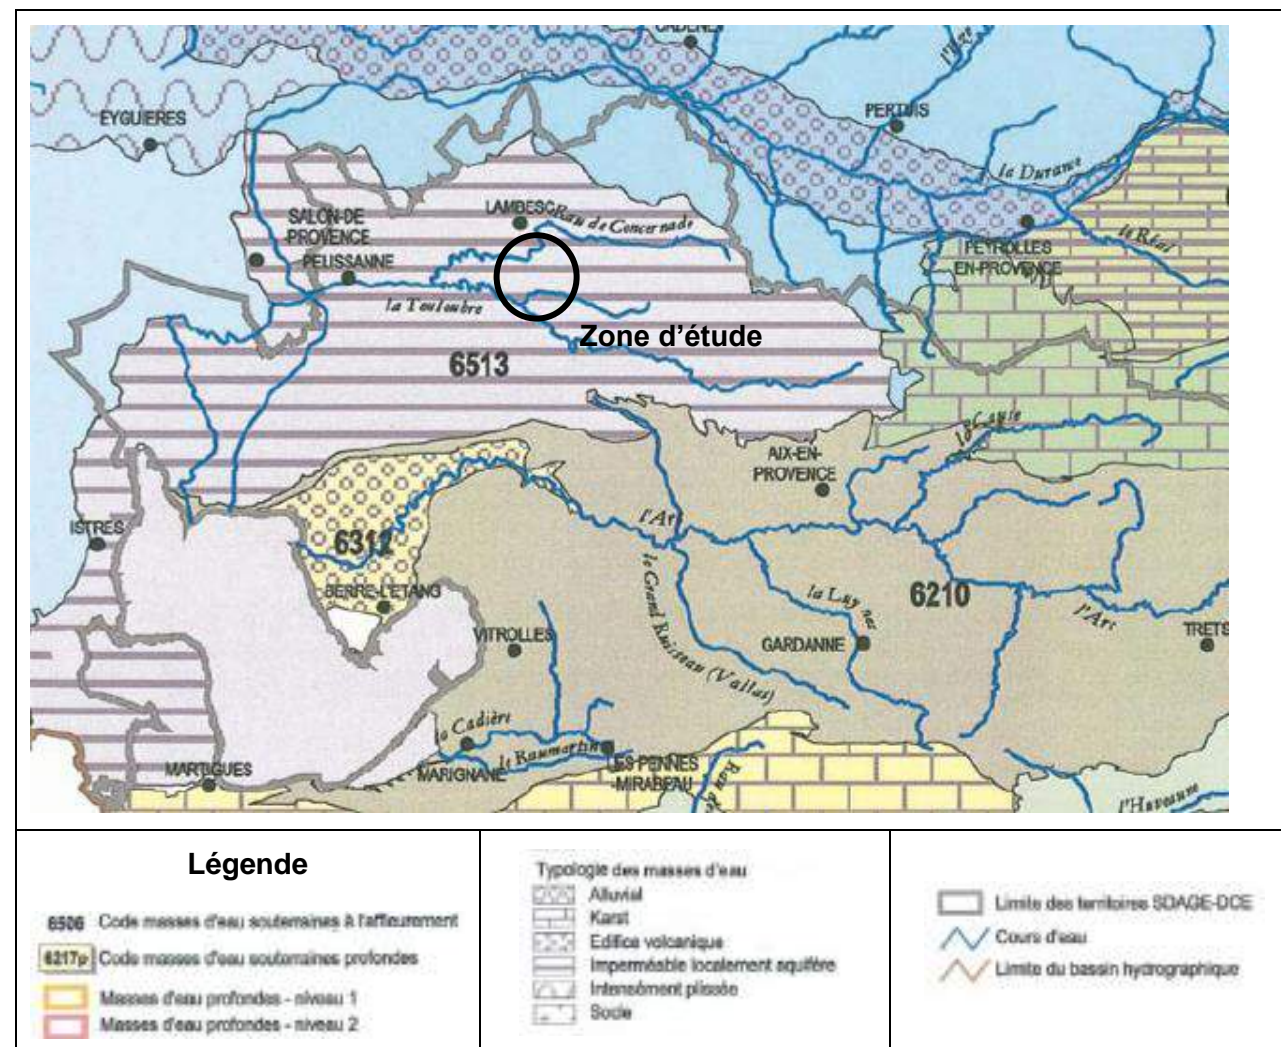 CADENET
l'Eze
EYGUIERES
PERTUIS
la Durance
LAMBESC
Rau de Concernade
SALON-DE
-PROVENCE
PELISSANNE
PEYROLLES
EN-PROVENCE
le Réal
la Touloubre
Zone d'étude
6513
la Cause
AIX-EN-
PROVENCE
ISTRES
l'Arc
6312
BERRE-L'ETANG
le Grand Ruisseau (Vallat)
la Luynes
6210
l'Arc
TRETS
VITROLLES
GARDANNE
la Cadière
le Raumartin
MARTIGUES
MARIGNANE
LES PENNES
-MIRABEAU
Rau de
l'Huveaune
Légende
6506 Code masses d'eau souterraines à l'affleurement
6217p Code masses d'eau souterraines profondes
Masses d'eau profondes - niveau 1
Masses d'eau profondes - niveau 2
Typologie des masses d'eau
Alluvial
Karst
Edifice volcanique
Imperméable localement aquifère
Intensément plissée
Socle
Limite des territoires SDAGE-DCE
Cours d'eau
Limite du bassin hydrographique